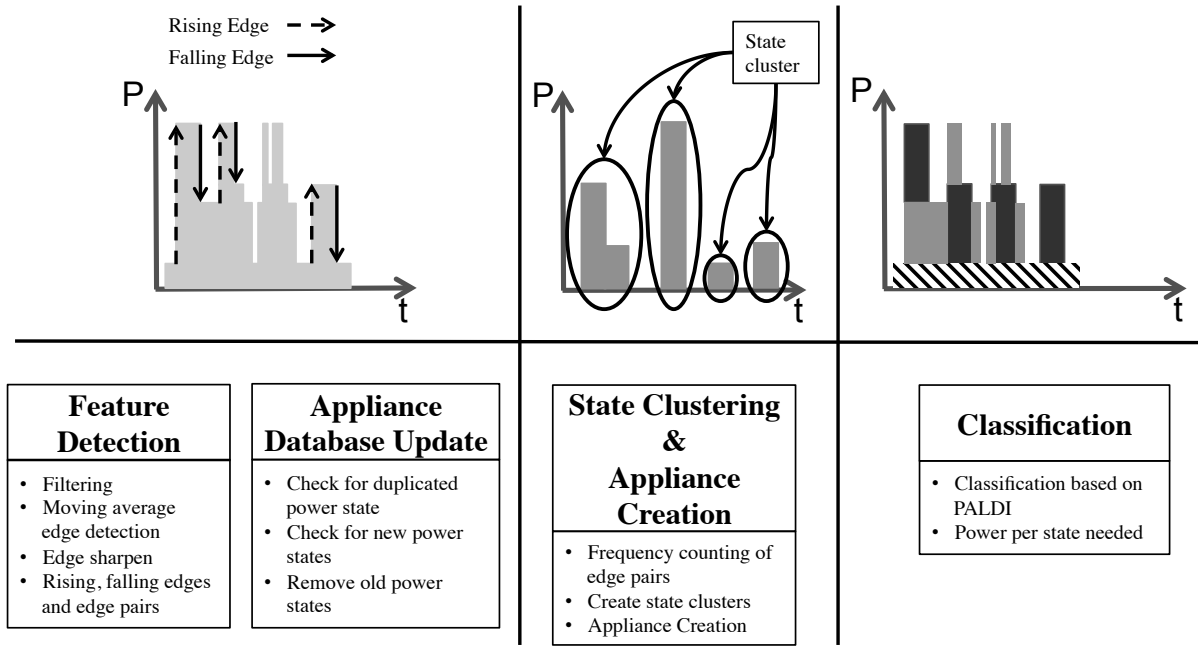 Rising Edge
Falling Edge
P
t
State
cluster
P
t
P
t
Feature
Detection
• Filtering
• Moving average
edge detection
• Edge sharpen
• Rising, falling edges
and edge pairs
Appliance
Database Update
• Check for duplicated
power state
• Check for new power
states
• Remove old power
states
State Clustering
&
Appliance
Creation
• Frequency counting of
edge pairs
• Create state clusters
• Appliance Creation
Classification
• Classification based on
PALDI
• Power per state needed